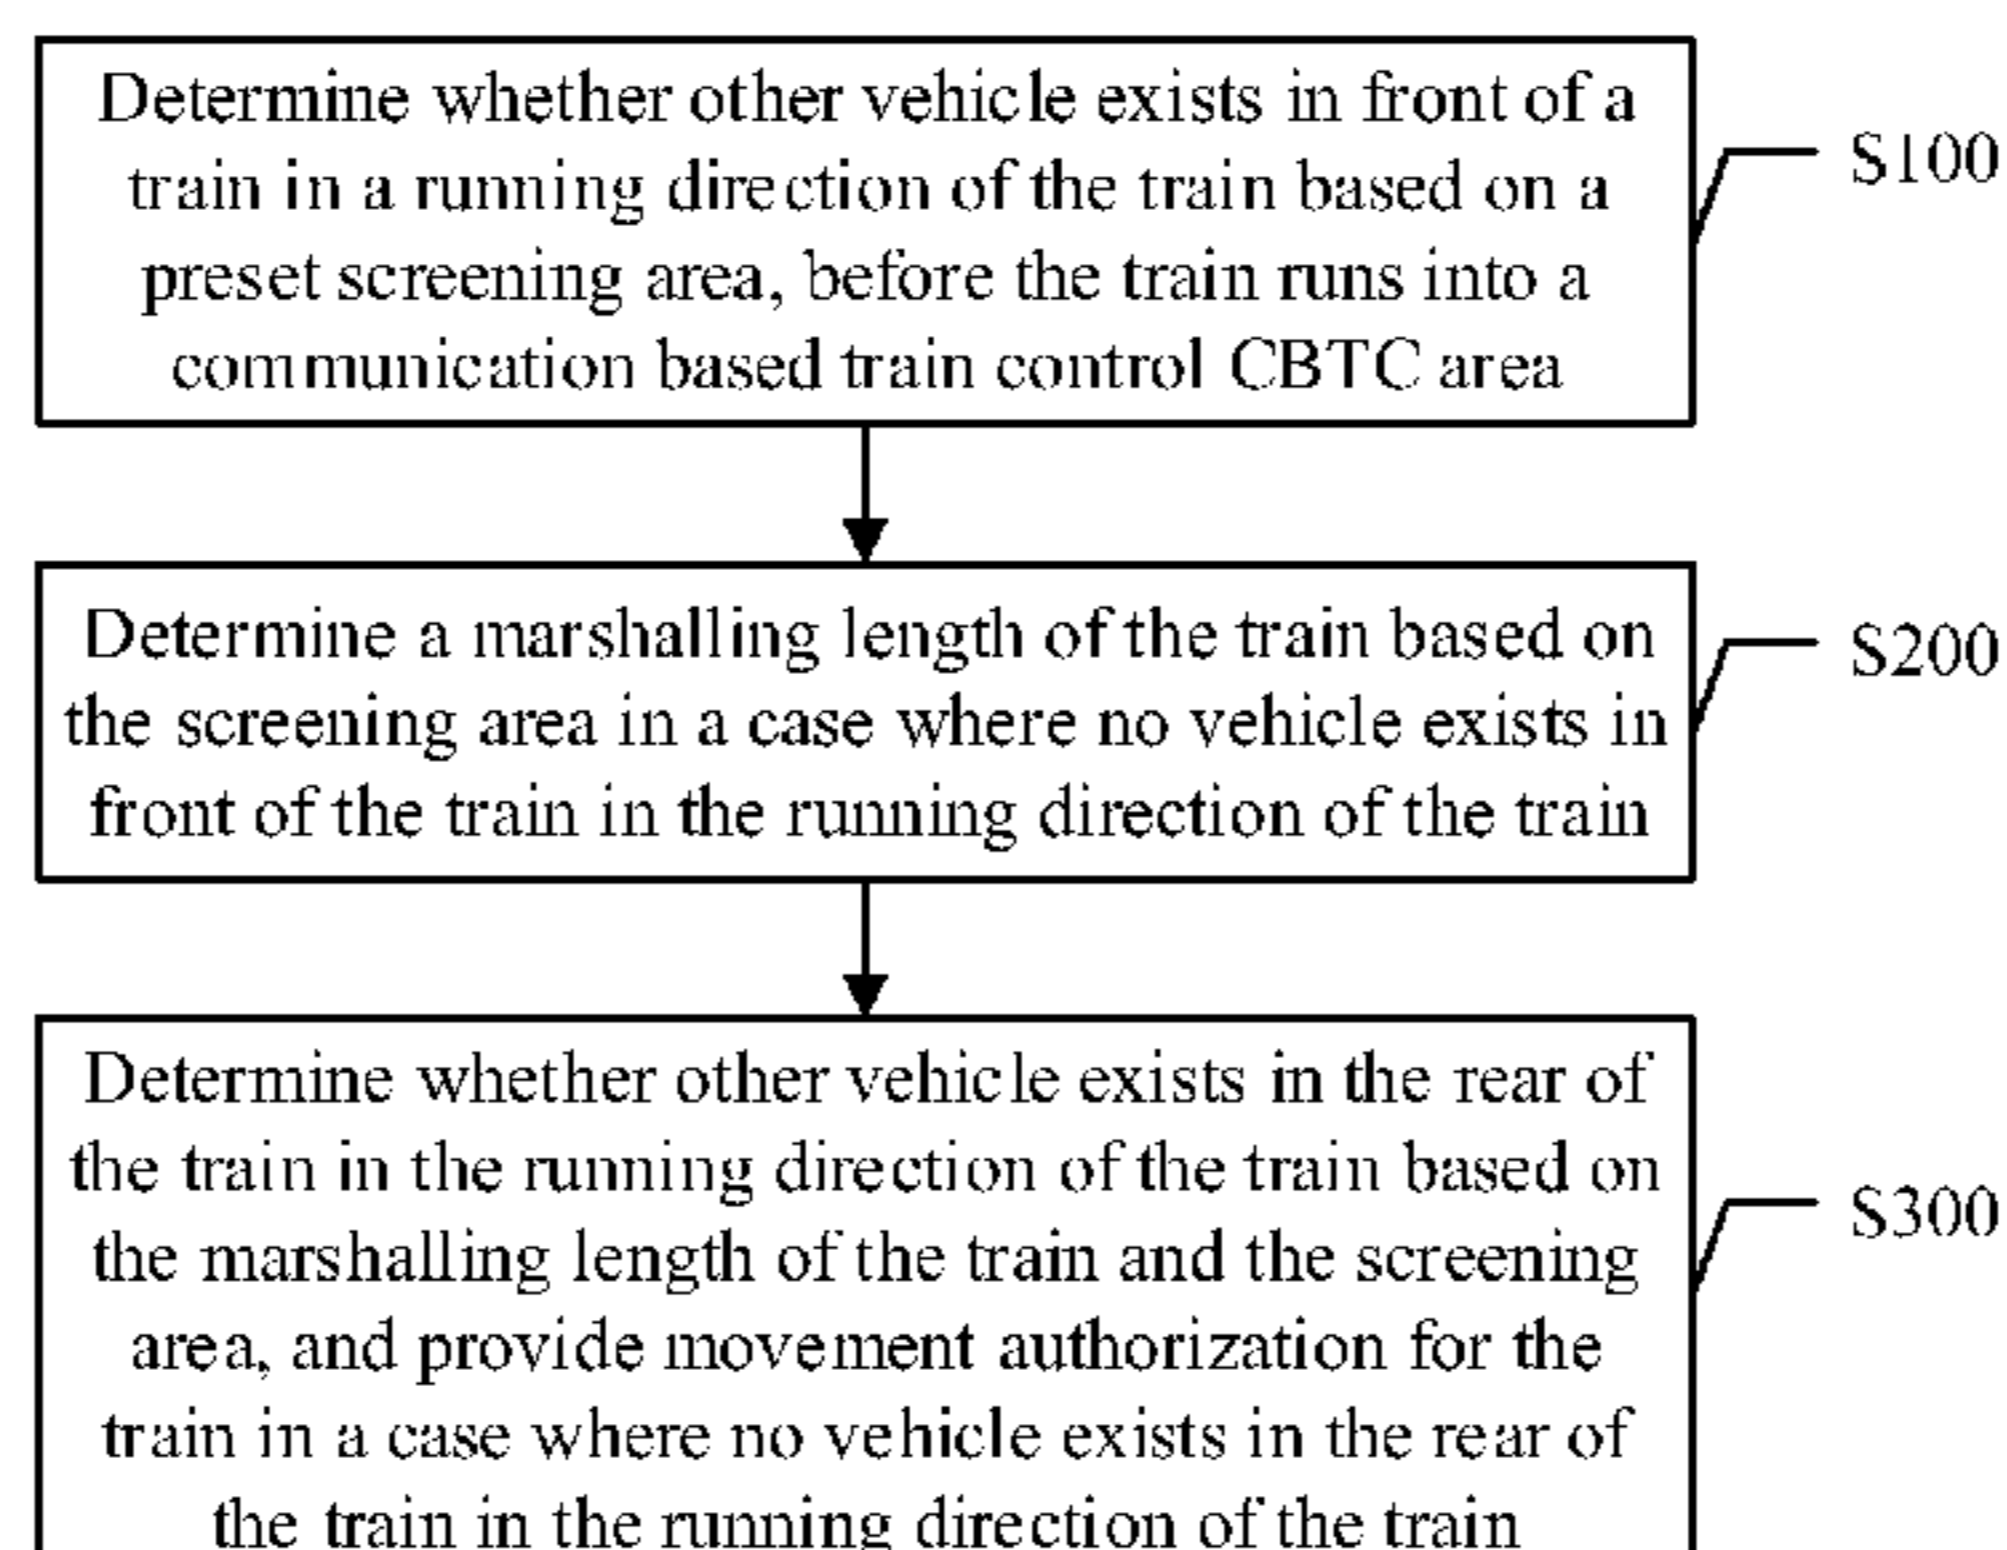 Determine whether other vehicle exists in front of a
train in a running direction of the train based on a
preset screening area, before the train runs into a
communication based train control CBTC area
S100
Determine a marshalling length of the train based on
the screening area in a case where no vehicle exists in
front of the train in the running direction of the train
S200
Determine whether other vehicle exists in the rear of
the train in the running direction of the train based on
the marshalling length of the train and the screening
area, and provide movement authorization for the
train in a case where no vehicle exists in the rear of
the train in the running direction of the train
S300